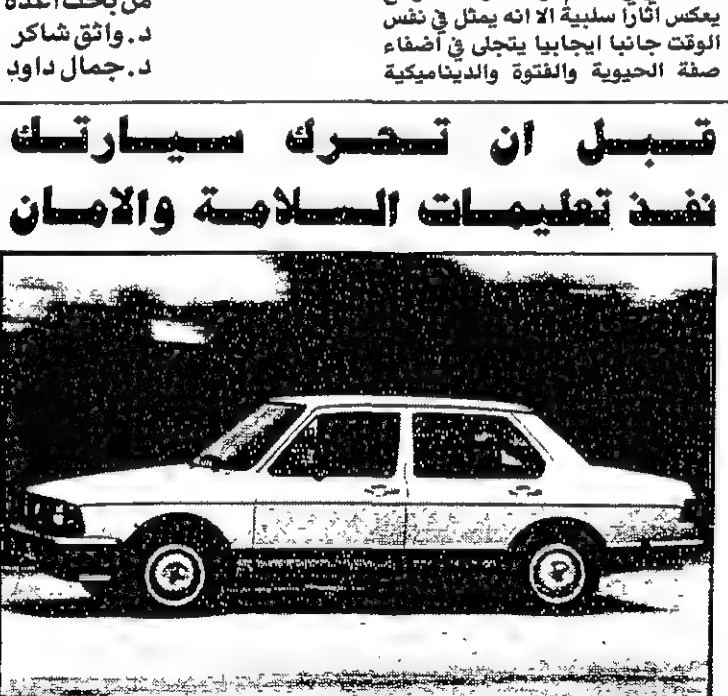 يعكس آثاراً سلبية الا انه يمثل في نفس
الوقت جانبا ايجابيا يتجلى في اضفاء
صفة الحيوية والفتوة والديناميكية
من بحث اعده
د. واثق شاكر
د. جمال داود
قبل ان تحرك سيارتك
نفذ تعليمات السلامة والامان